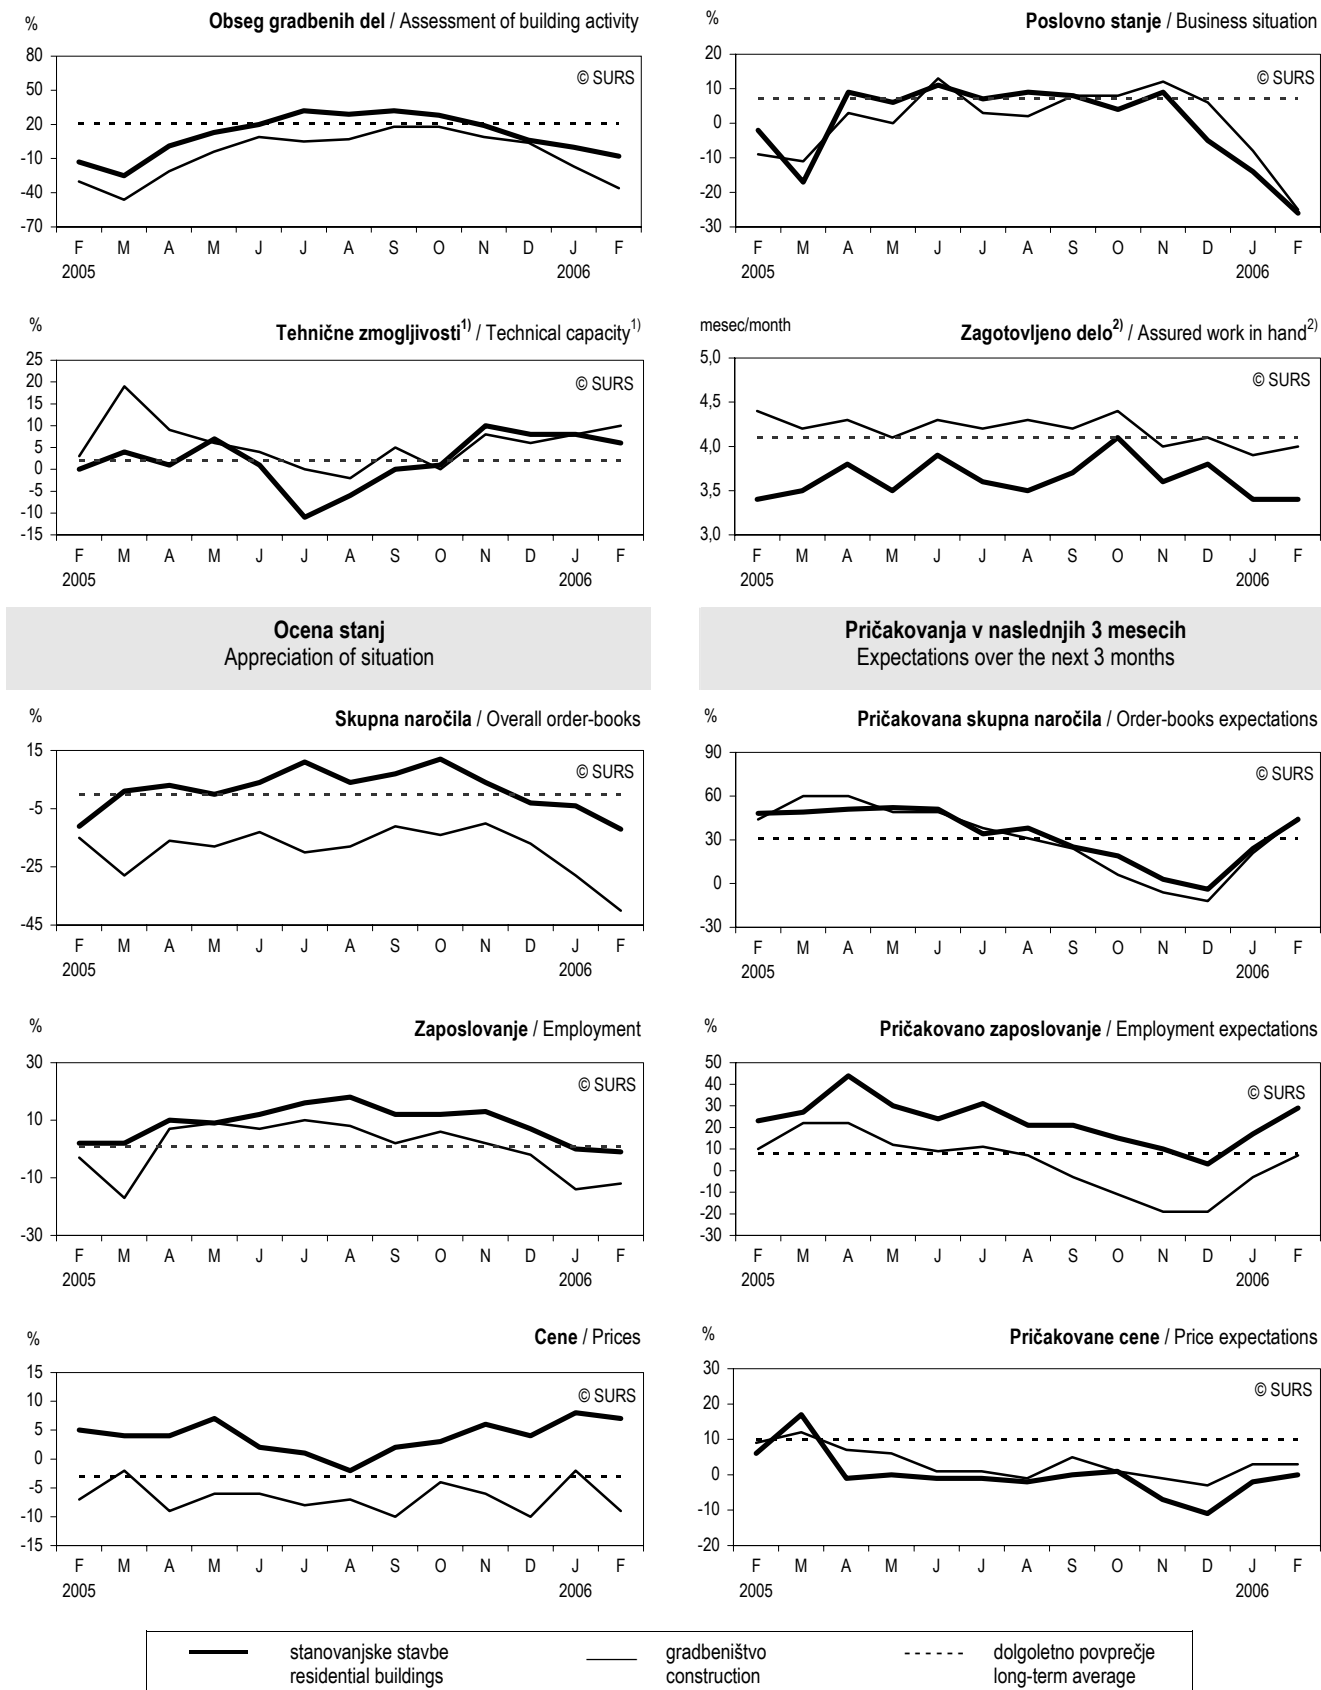 %
Obseg gradbenih del / Assessment of building activity
© SURS
80
50
20
-10
-40
-70
F M A M J J A S O N D J F
2005 2006
%
Poslovno stanje / Business situation
© SURS
20
10
0
-10
-20
-30
F M A M J J A S O N D J F
2005 2006
%
Tehnične zmogljivosti1) / Technical capacity1)
© SURS
25
20
15
10
5
0
-5
-10
-15
F M A M J J A S O N D J F
2005 2006
mesec/month
Zagotovljeno delo2) / Assured work in hand2)
© SURS
5,0
4,5
4,0
3,5
3,0
F M A M J J A S O N D J F
2005 2006
Ocena stanj
Appreciation of situation
Pričakovanja v naslednjih 3 mesecih
Expectations over the next 3 months
%
Skupna naročila / Overall order-books
© SURS
15
-5
-25
-45
F M A M J J A S O N D J F
2005 2006
%
Pričakovana skupna naročila / Order-books expectations
© SURS
90
60
30
0
-30
F M A M J J A S O N D J F
2005 2006
%
Zaposlovanje / Employment
© SURS
30
10
-10
-30
F M A M J J A S O N D J F
2005 2006
%
Pričakovano zaposlovanje / Employment expectations
© SURS
50
40
30
20
10
0
-10
-20
-30
F M A M J J A S O N D J F
2005 2006
%
Cene / Prices
© SURS
15
10
5
0
-5
-10
-15
F M A M J J A S O N D J F
2005 2006
%
Pričakovane cene / Price expectations
© SURS
30
20
10
0
-10
-20
F M A M J J A S O N D J F
2005 2006
stanovanjske stavbe
residential buildings
gradbeništvo
construction
dolgoletno povprečje
long-term average